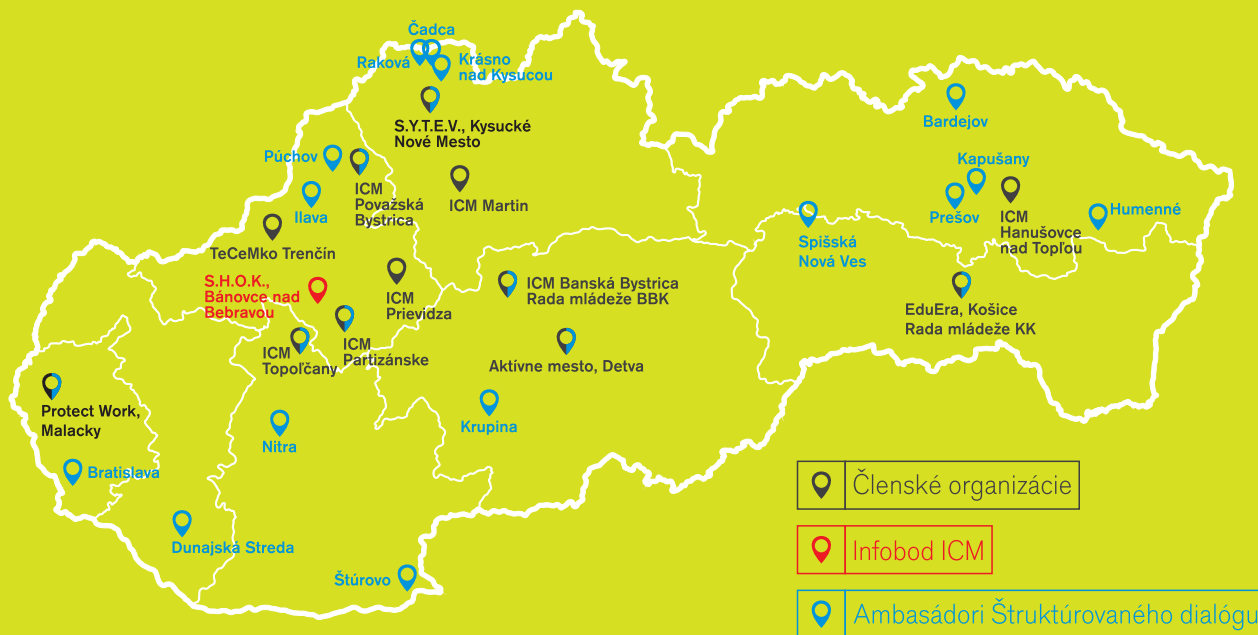 Čadca
Raková
Krásno
nad Kysucou
S.Y.T.E.V., Kysucké
Nové Mesto
Bardejov
Púchov
ICM
Považská
Bystrica
Ilava
ICM Martin
Kapušany
Prešov
ICM
Hanušovce
nad Topľou
Humenné
TeCeMko Trenčín
Spišská
Nová Ves
S.H.O.K.,
Bánovce nad
Bebravou
ICM
Prievidza
ICM Banská Bystrica
Rada mládeže BBK
EduEra, Košice
Rada mládeže KK
ICM
Topoľčany
ICM
Partizánske
Aktívne mesto, Detva
Protect Work,
Malacky
Krupina
Nitra
Bratislava
Dunajská Streda
Štúrovo
Členské organizácie
Infobod ICM
Ambasádori Štruktúrovaného dialógu